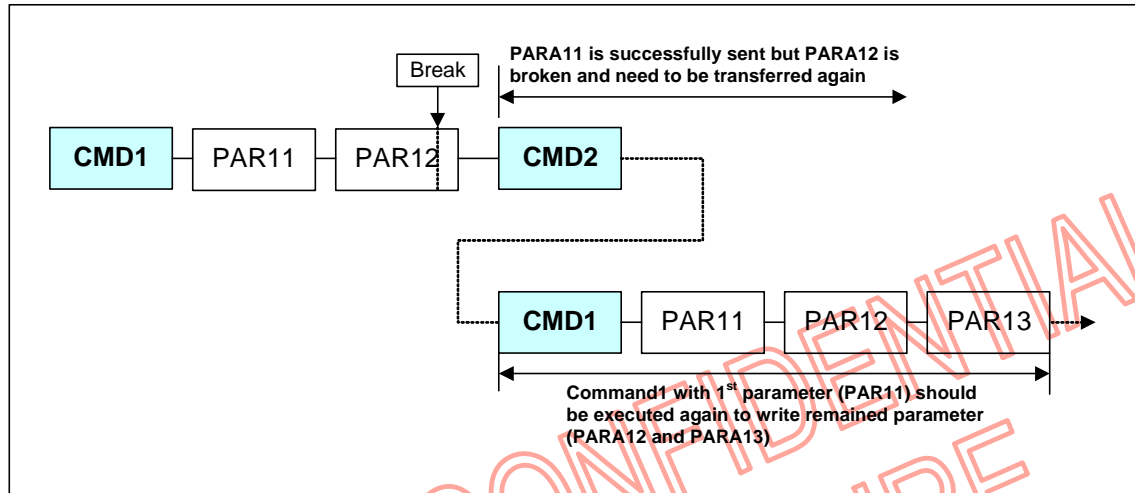 PARA11 is successfully sent but PARA12 is
broken and need to be transferred again
Break
CMD1
PAR11
PAR12
CMD2
CMD1
PAR11
PAR12
PAR13
Command1 with 1st parameter (PAR11) should
be executed again to write remained parameter
(PARA12 and PARA13)
CONFIDENTIAL